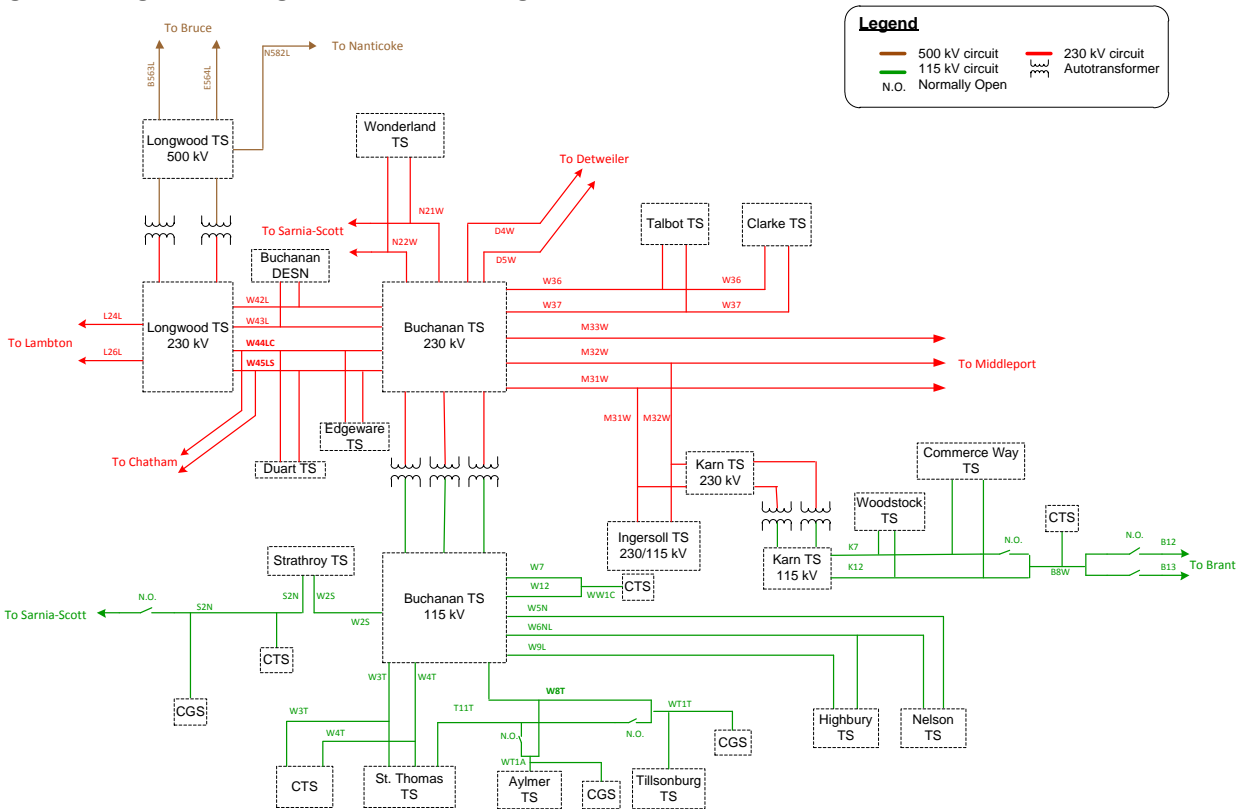 To Bruce
To Nanticoke
N582L
B563L
E564L
Legend
500 kV circuit
230 kV circuit
115 kV circuit
Autotransformer
N.O.
Normally Open
Longwood TS
500 kV
Wonderland
TS
To Detweiler
N21W
To Sarnia-Scott
N22W
D4W
D5W
Talbot TS
Clarke TS
Buchanan
DESN
W36
W36
W37
W37
W42L
W43L
W44LC
W45LS
L24L
To Lambton
L26L
Longwood TS
230 kV
Buchanan TS
230 kV
M33W
M32W
To Middleport
M31W
M31W
M32W
Edgeware
TS
Duart TS
To Chatham
Karn TS
230 kV
Commerce Way
TS
Woodstock
TS
CTS
Ingersoll TS
230/115 kV
Karn TS
115 kV
K7
K12
N.O.
B8W
N.O.
B12
B13
To Brant
Strathroy TS
Buchanan TS
115 kV
W7
W12
WW1C
CTS
W5N
W6NL
W9L
To Sarnia-Scott
N.O.
S2N
S2N
W2S
W2S
CTS
CGS
W3T
W4T
W3T
W4T
T11T
W8T
WT1T
N.O.
N.O.
WT1A
CGS
Highbury
TS
Nelson
TS
CTS
St. Thomas
TS
Aylmer
TS
CGS
Tillsonburg
TS